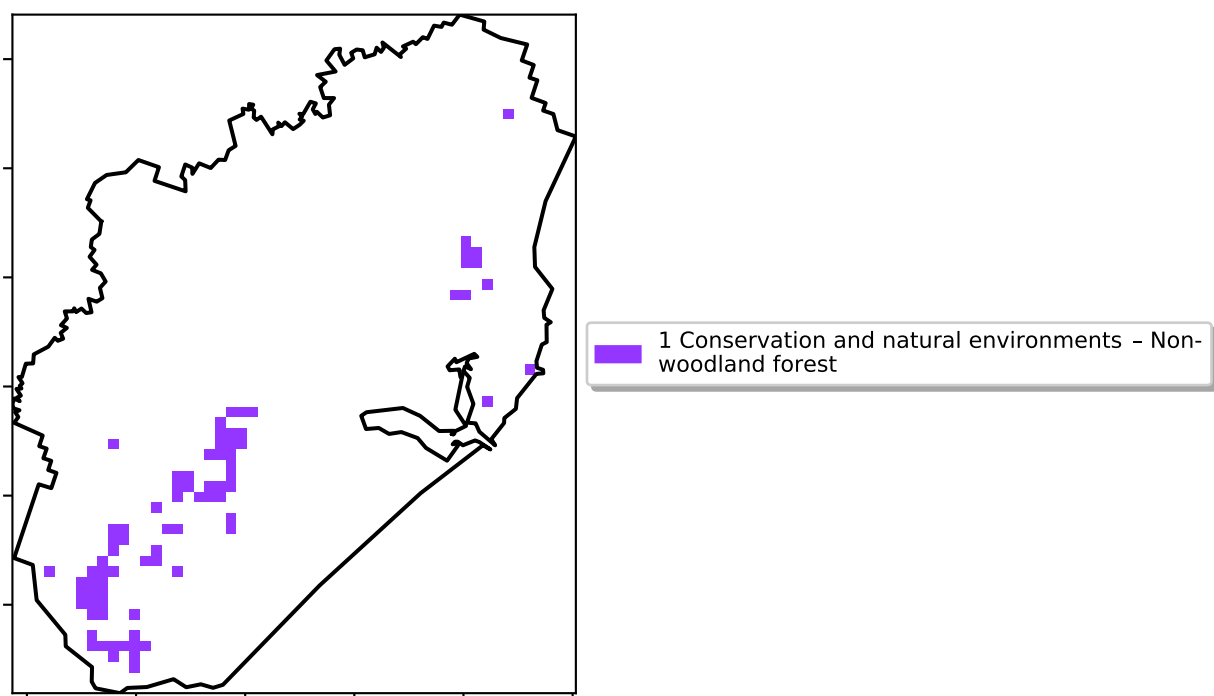 1 Conservation and natural environments – Non-
woodland forest